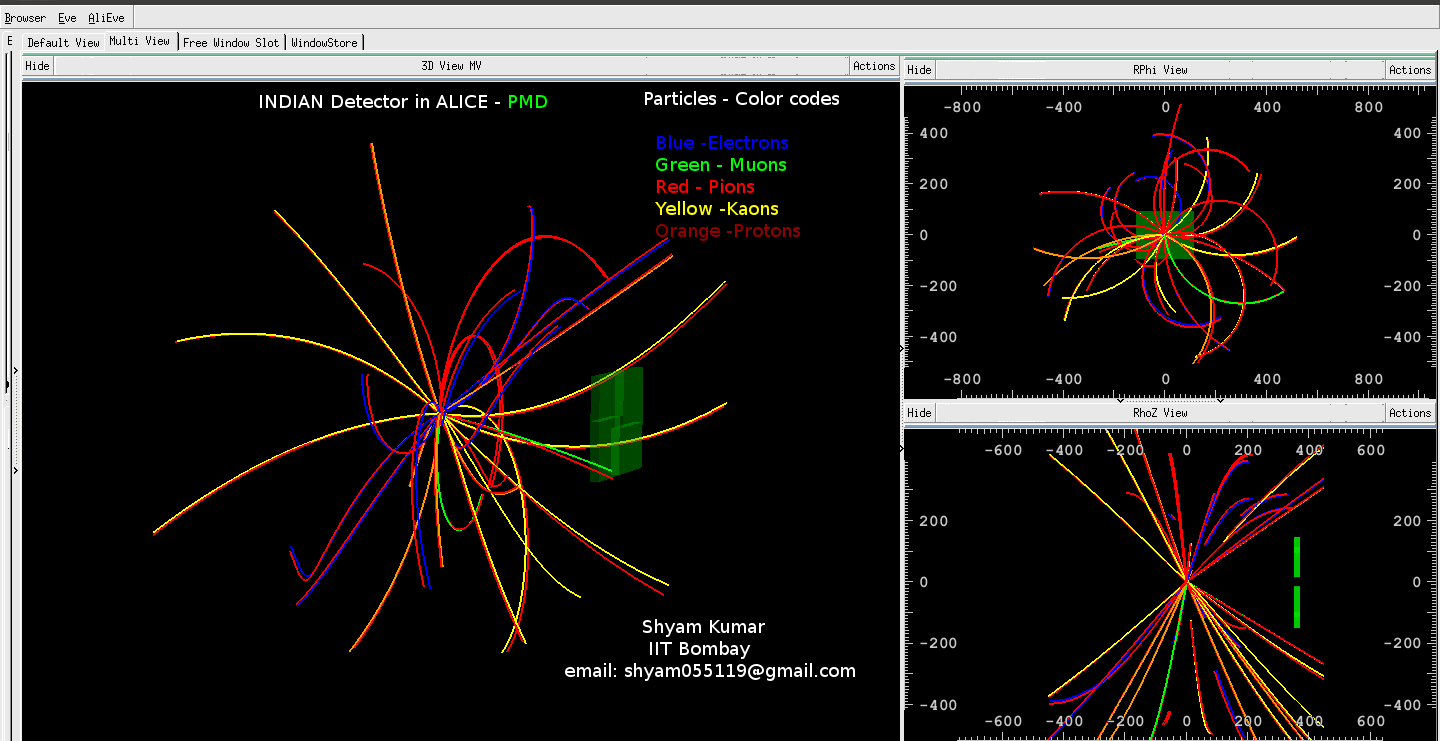 Browser Eve AliEve
E Default View Multi View Free Window Slot WindowStore
Hide 3D View MV Actions
INDIAN Detector in ALICE - PMD
Particles - Color codes
Blue -Electrons
Green - Muons
Red - Pions
Yellow -Kaons
Orange -Protons
Shyam Kumar
IIT Bombay
email: shyam055119@gmail.com
Hide RPhi View Actions
-800 -400 0 400 800
400 400
200 200
0 0
-200 -200
-400 -400
-800 -400 0 400 800
Hide RhoZ View Actions
-600 -400 -200 0 200 400 600
200 200
0 0
-200 -200
-400 -400
-600 -400 -200 0 200 400 600